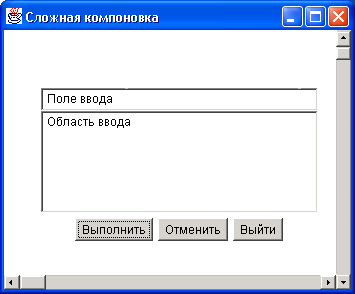 Сложная компоновка
Поле ввода
Область ввода
Выполнить Отменить Выйти